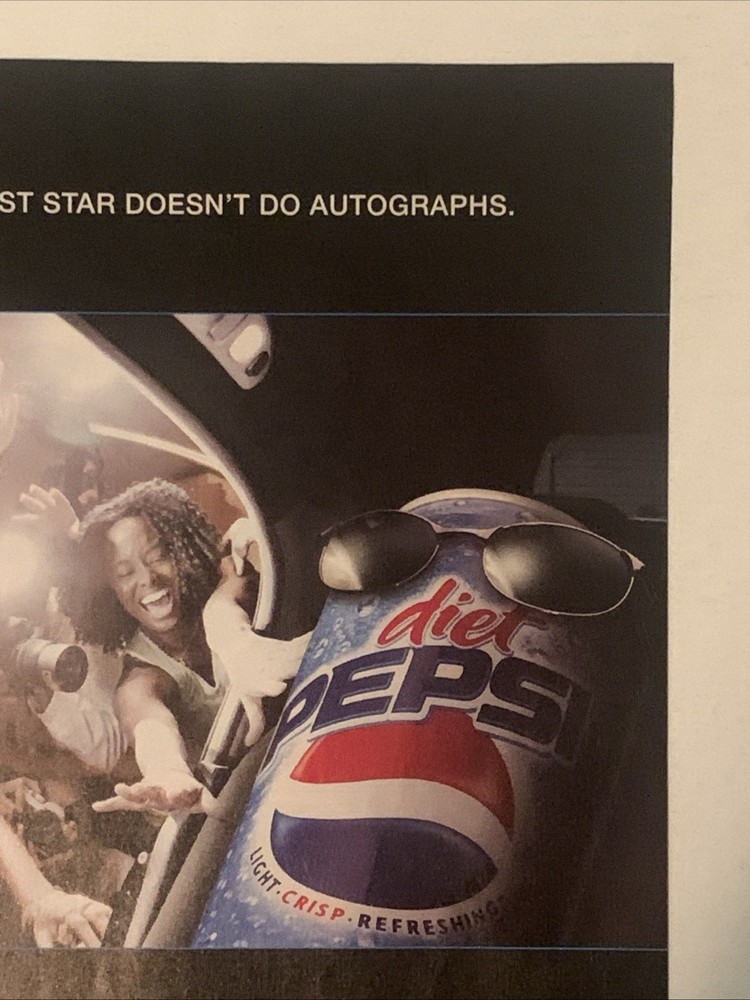 ST STAR DOESN'T DO AUTOGRAPHS.
diet
PEPSI
LIGHT·CRISP·REFRESHING